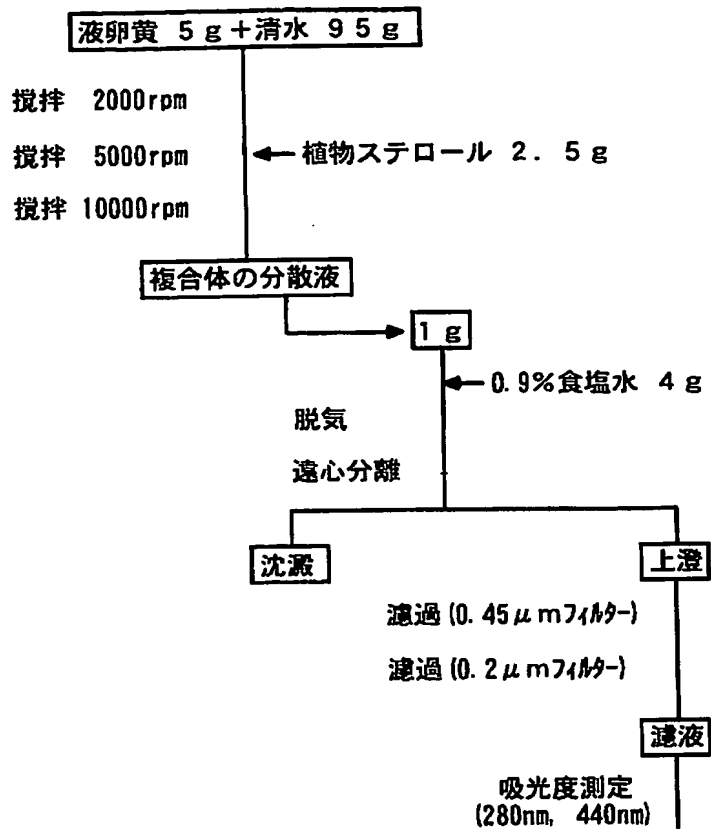 液卵黄 5g+清水 95g
撹拌 2000rpm
撹拌 5000rpm
植物ステロール 2.5g
撹拌 10000rpm
複合体の分散液
1g
0.9%食塩水 4g
脱気
遠心分離
沈澱
上澄
濾過(0.45μmフィルター)
濾過(0.2μmフィルター)
濾液
吸光度測定
(280nm, 440nm)